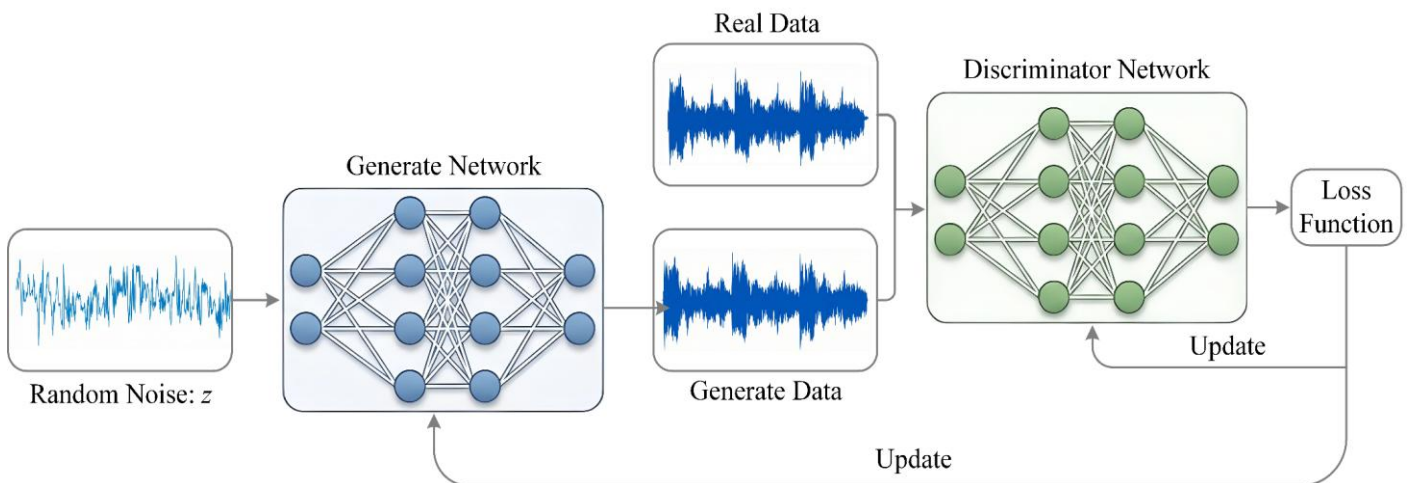 Real Data
Discriminator Network
Generate Network
Loss
Function
Random Noise: z
Generate Data
Update
Update